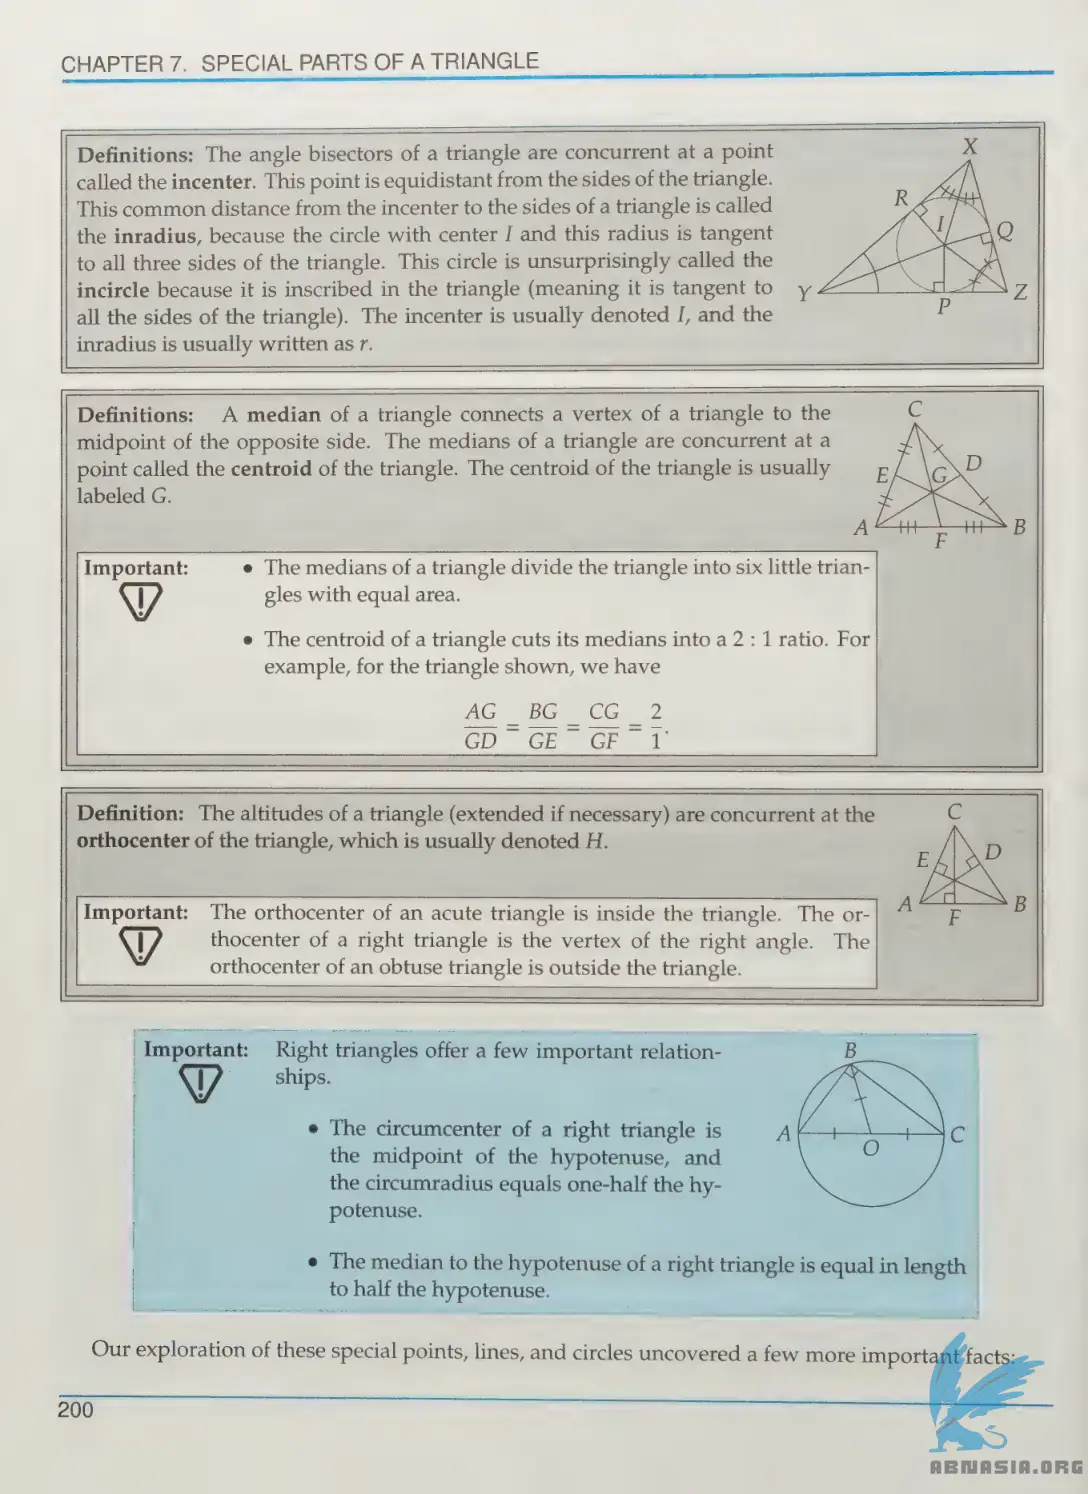 CHAPTER 7. SPECIAL PARTS OF A TRIANGLE
Definitions: The angle bisectors of a triangle are concurrent at a point
called the incenter. This point is equidistant from the sides of the triangle.
This common distance from the incenter to the sides of a triangle is called
the inradius, because the circle with center I and this radius is tangent
to all three sides of the triangle. This circle is unsurprisingly called the
incircle because it is inscribed in the triangle (meaning it is tangent to
all the sides of the triangle). The incenter is usually denoted I, and the
inradius is usually written as r.
X
R
I
Q
Y
P
Z
Definitions: A median of a triangle connects a vertex of a triangle to the
midpoint of the opposite side. The medians of a triangle are concurrent at a
point called the centroid of the triangle. The centroid of the triangle is usually
labeled G.
C
E
G
D
A
F
B
Important:
• The medians of a triangle divide the triangle into six little trian-
gles with equal area.
• The centroid of a triangle cuts its medians into a 2 : 1 ratio. For
example, for the triangle shown, we have
AG/GD = BG/GE = CG/GF = 2/1.
Definition: The altitudes of a triangle (extended if necessary) are concurrent at the
orthocenter of the triangle, which is usually denoted H.
C
E
D
A
F
B
Important: The orthocenter of an acute triangle is inside the triangle. The or-
thocenter of a right triangle is the vertex of the right angle. The
orthocenter of an obtuse triangle is outside the triangle.
Important: Right triangles offer a few important relation-
ships.
• The circumcenter of a right triangle is
the midpoint of the hypotenuse, and
the circumradius equals one-half the hy-
potenuse.
B
A
O
C
• The median to the hypotenuse of a right triangle is equal in length
to half the hypotenuse.
Our exploration of these special points, lines, and circles uncovered a few more important facts:
200
ABNASIA.ORG